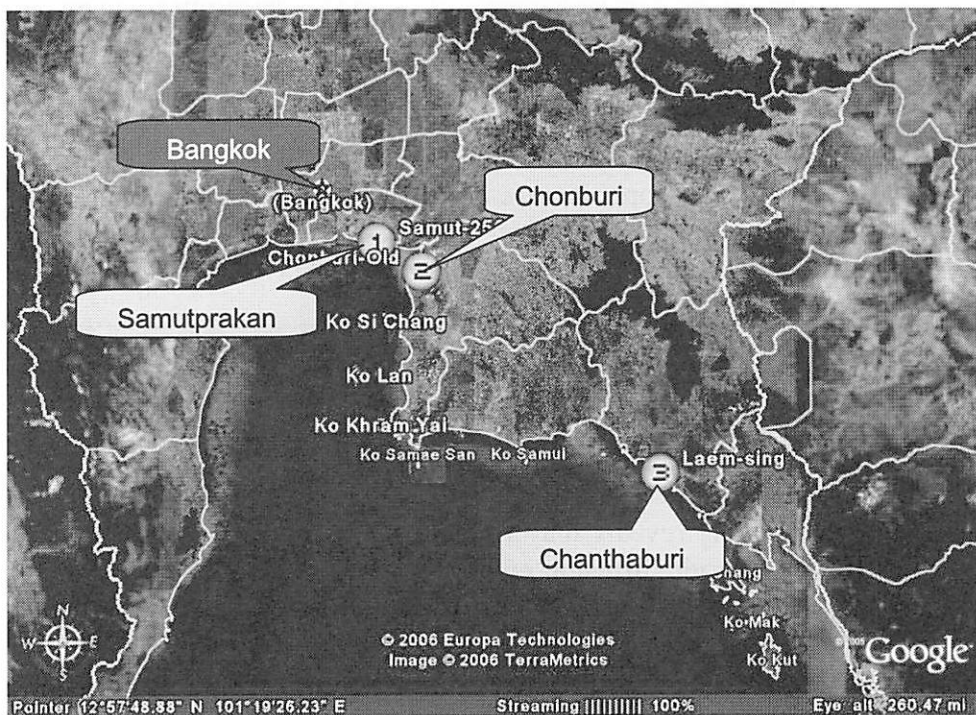 Bangkok
(Bangkok)
Chonburi
1
Samut-25
Chonburi-Old
2
Samutprakan
Ko Si Chang
Ko Lan
Ko Khram Yai
Ko Samae San
Ko Samui
3
Laem-sing
Chanthaburi
hang
Ko Mak
Ko Kut
N
W
E
S
© 2006 Europa Technologies
Image © 2006 TerraMetrics
Google
Pointer 12°57'48.88" N 101°19'26.23" E
Streaming |||||||||| 100%
Eye alt 260.47 mi